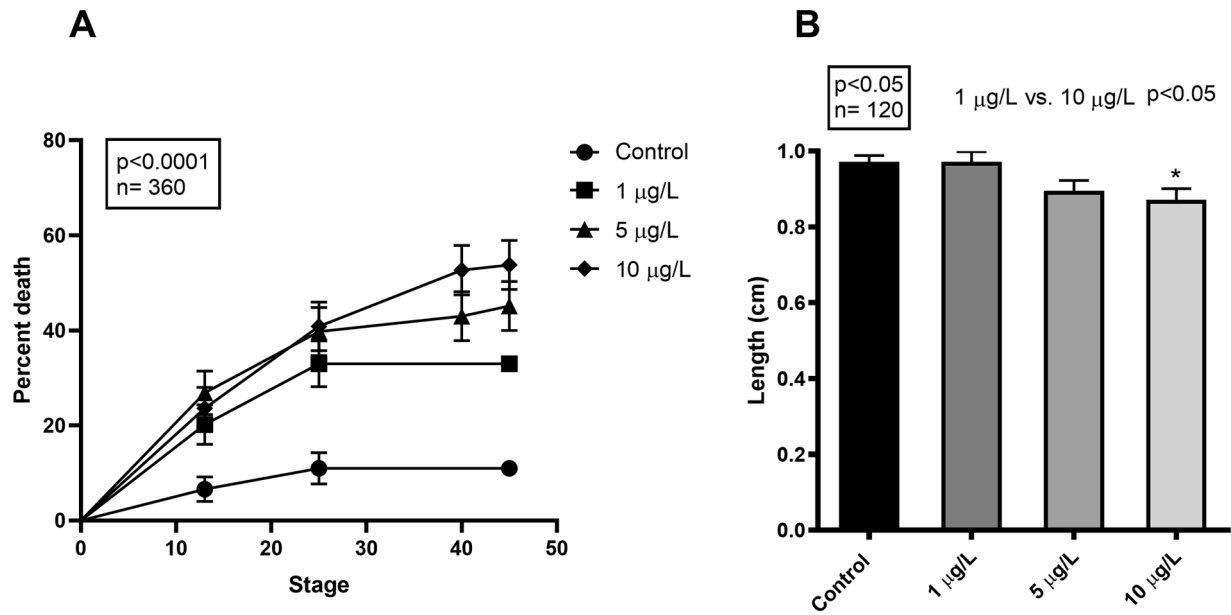 A
p<0.0001
n= 360
Control
1 μg/L
5 μg/L
10 μg/L
80
60
40
20
0
Percent death
0 10 20 30 40 50
Stage
B
p<0.05
n= 120
1 μg/L vs. 10 μg/L p<0.05
*
1.0
0.8
0.6
0.4
0.2
0.0
Length (cm)
Control
1 μg/L
5 μg/L
10 μg/L